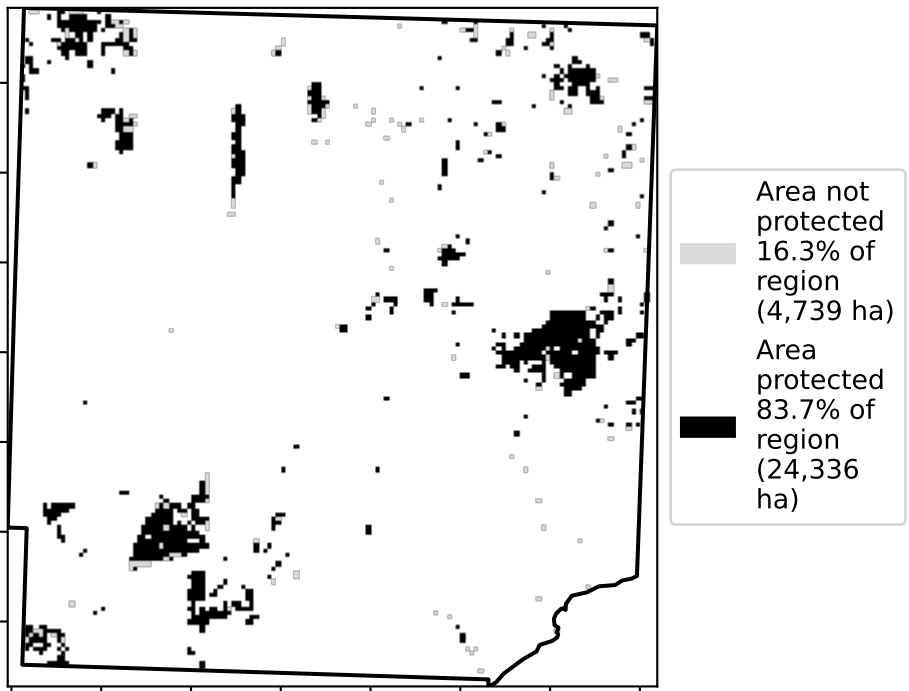 Area not
protected
16.3% of
region
(4,739 ha)
Area
protected
83.7% of
region
(24,336
ha)